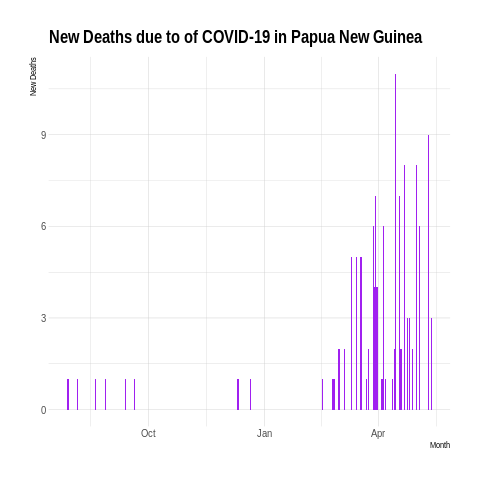 New Deaths due to of COVID-19 in Papua New Guinea
New Deaths
9
6
3
0
Oct Jan Apr
Month